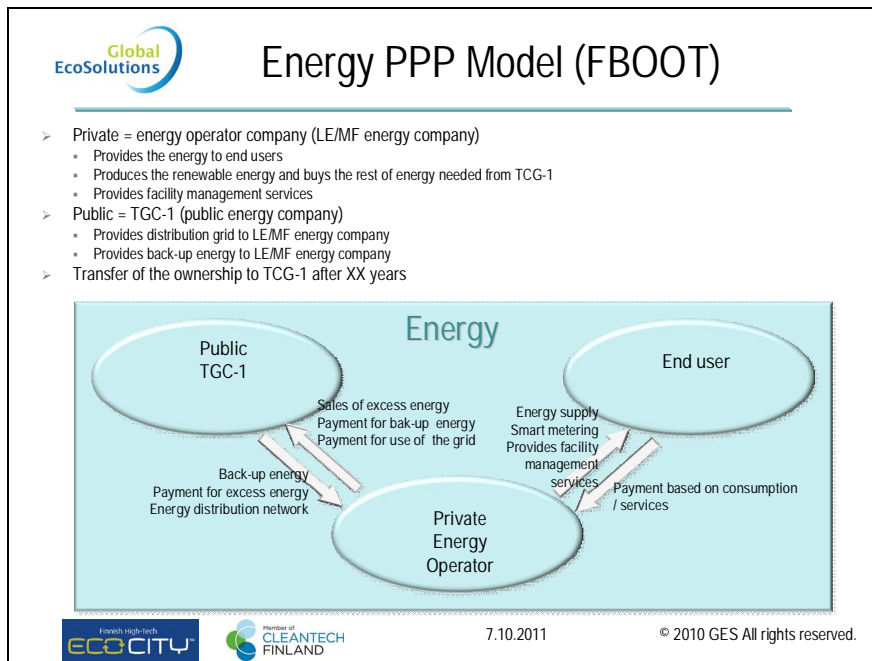 Global
EcoSolutions
Energy PPP Model (FBOOT)
Private = energy operator company (LE/MF energy company)
Provides the energy to end users
Produces the renewable energy and buys the rest of energy needed from TCG-1
Provides facility management services
Public = TGC-1 (public energy company)
Provides distribution grid to LE/MF energy company
Provides back-up energy to LE/MF energy company
Transfer of the ownership to TCG-1 after XX years
Energy
Public
TGC-1
End user
Sales of excess energy
Payment for bak-up energy
Payment for use of the grid
Energy supply
Smart metering
Provides facility
management
services
Back-up energy
Payment for excess energy
Energy distribution network
Payment based on consumption
/ services
Private
Energy
Operator
Finnish High-Tech
ECOCITY™
Member of
CLEANTECH
FINLAND
7.10.2011
© 2010 GES All rights reserved.